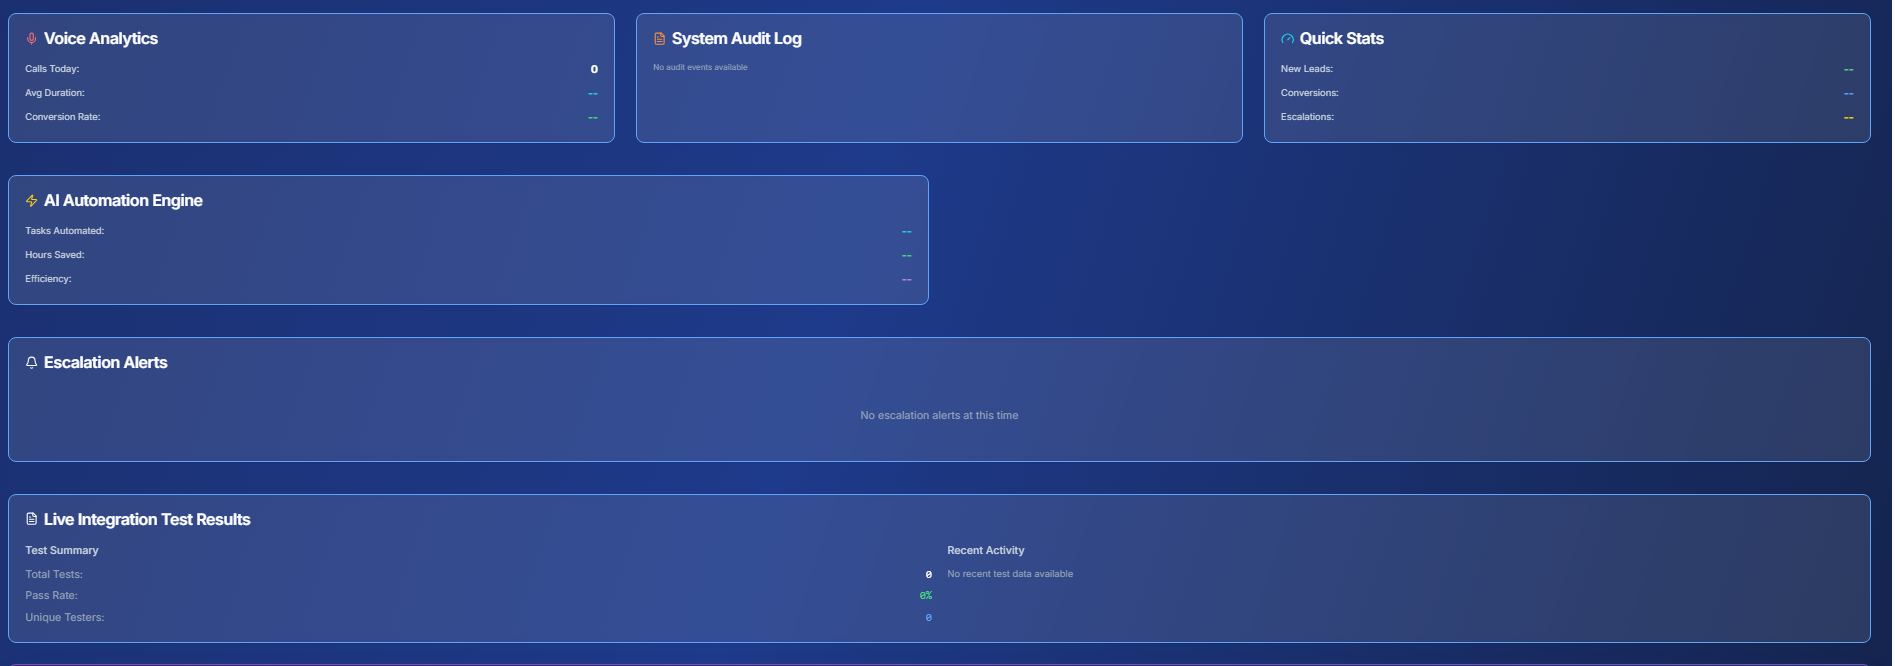 Voice Analytics
Calls Today: 0
Avg Duration: --
Conversion Rate: --
System Audit Log
No audit events available
Quick Stats
New Leads: --
Conversions: --
Escalations: --
AI Automation Engine
Tasks Automated: --
Hours Saved: --
Efficiency: --
Escalation Alerts
No escalation alerts at this time
Live Integration Test Results
Test Summary
Total Tests: 0
Pass Rate: 0%
Unique Testers: 0
Recent Activity
No recent test data available